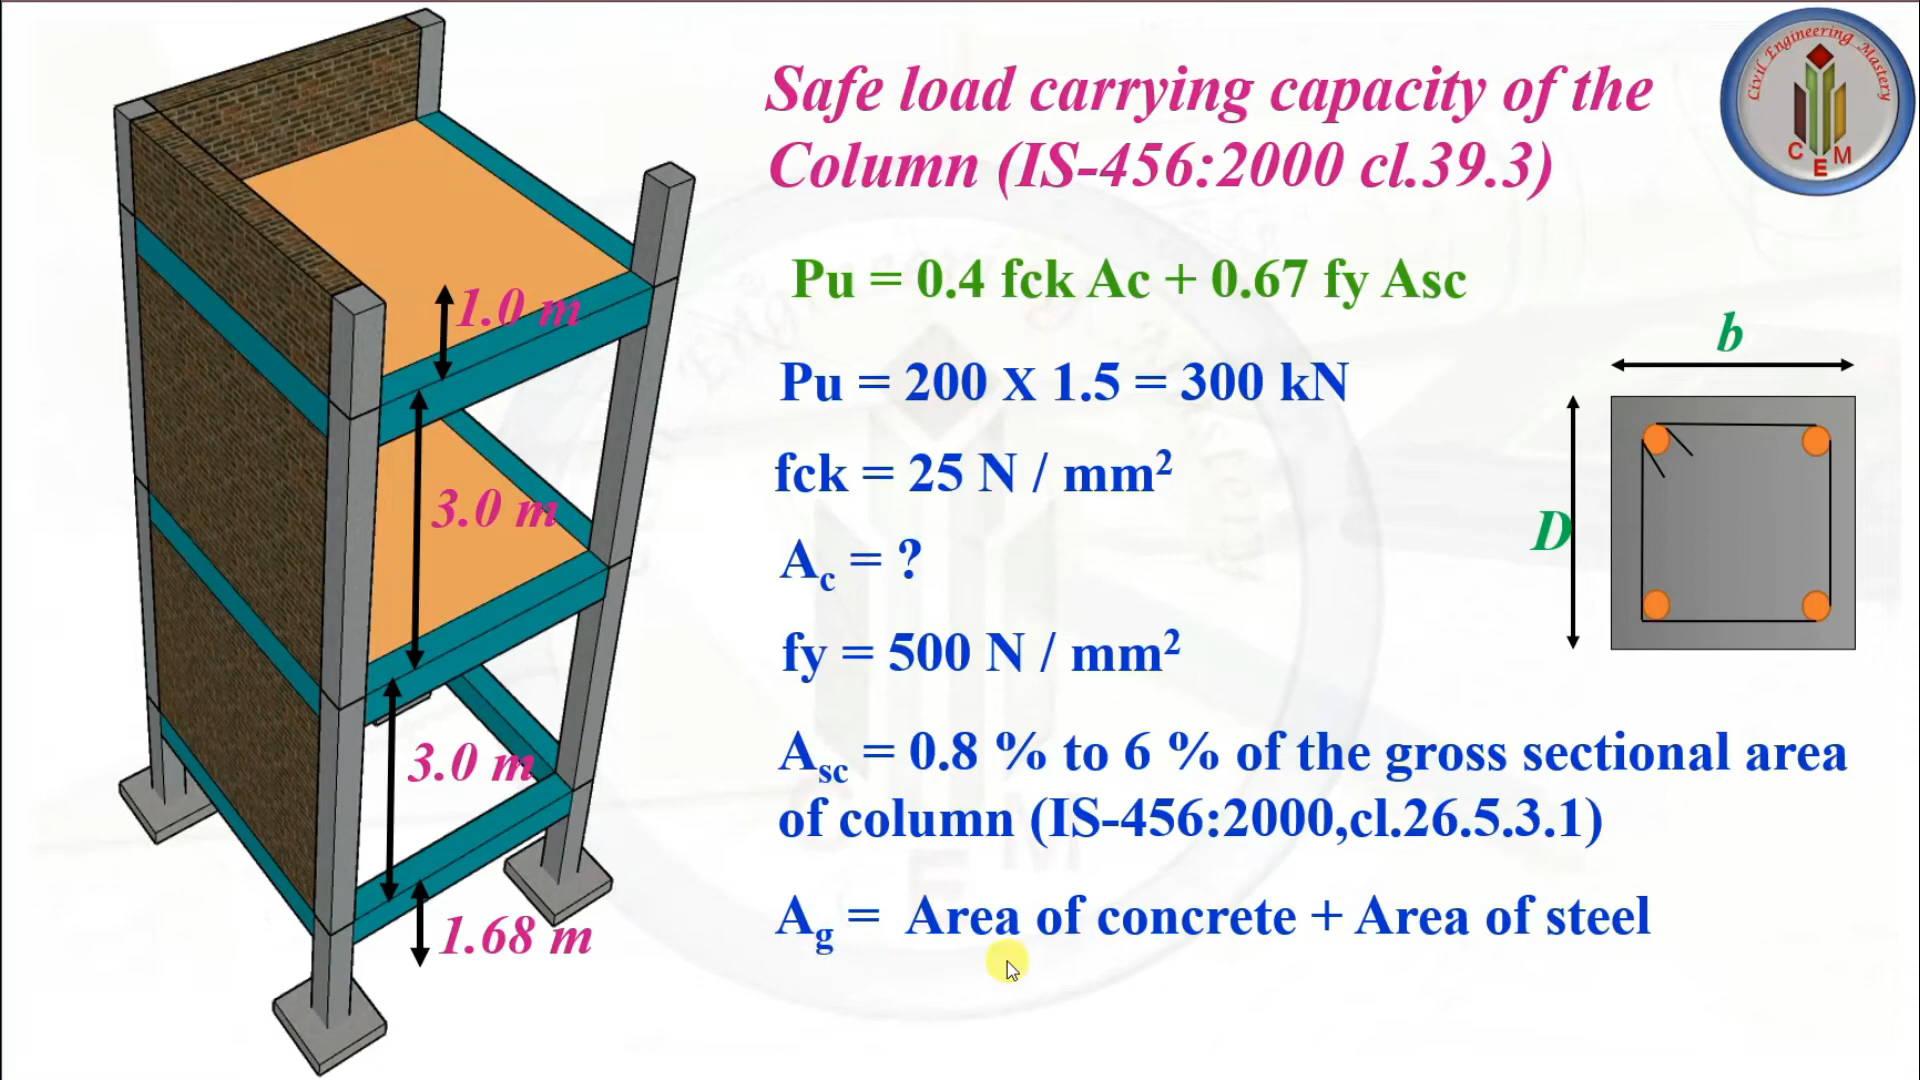 Safe load carrying capacity of the
Column (IS-456:2000 cl.39.3)
Civil Engineering Mastery
C E M
Pu = 0.4 fck Ac + 0.67 fy Asc
b
1.0 m
Pu = 200 X 1.5 = 300 kN
fck = 25 N / mm²
3.0 m
D
Ac = ?
fy = 500 N / mm²
Asc = 0.8 % to 6 % of the gross sectional area
of column (IS-456:2000,cl.26.5.3.1)
3.0 m
Ag = Area of concrete + Area of steel
1.68 m